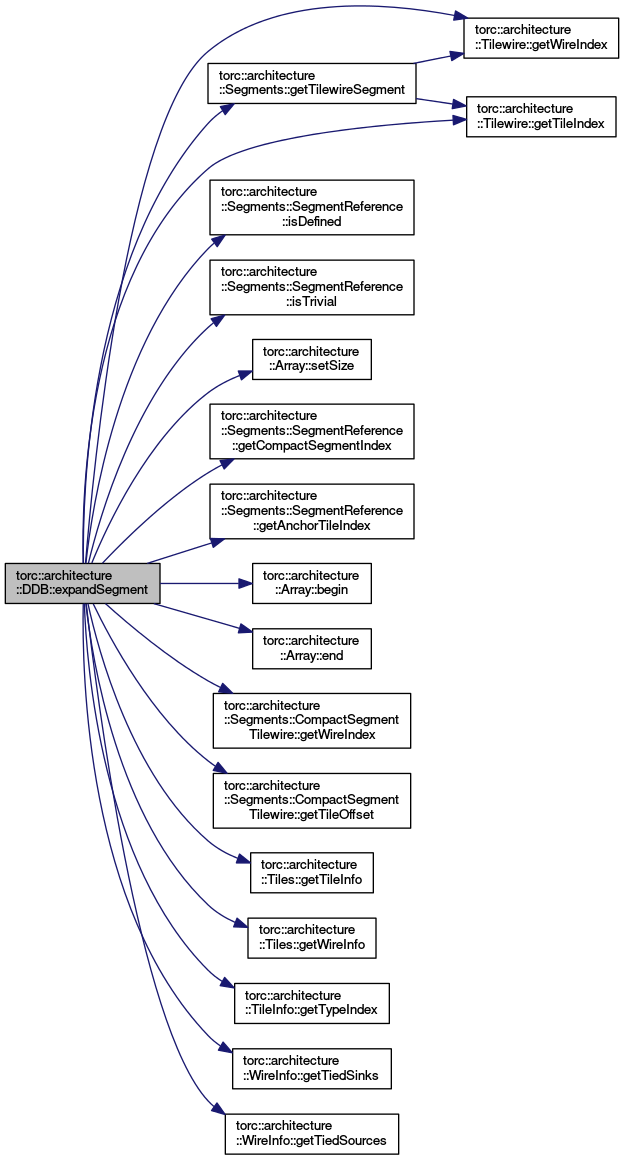 torc::architecture
::Tilewire::getWireIndex
torc::architecture
::Segments::getTilewireSegment
torc::architecture
::Tilewire::getTileIndex
torc::architecture
::Segments::SegmentReference
::isDefined
torc::architecture
::Segments::SegmentReference
::isTrivial
torc::architecture
::Array::setSize
torc::architecture
::Segments::SegmentReference
::getCompactSegmentIndex
torc::architecture
::Segments::SegmentReference
::getAnchorTileIndex
torc::architecture
::DDB::expandSegment
torc::architecture
::Array::begin
torc::architecture
::Array::end
torc::architecture
::Segments::CompactSegment
Tilewire::getWireIndex
torc::architecture
::Segments::CompactSegment
Tilewire::getTileOffset
torc::architecture
::Tiles::getTileInfo
torc::architecture
::Tiles::getWireInfo
torc::architecture
::TileInfo::getTypeIndex
torc::architecture
::WireInfo::getTiedSinks
torc::architecture
::WireInfo::getTiedSources